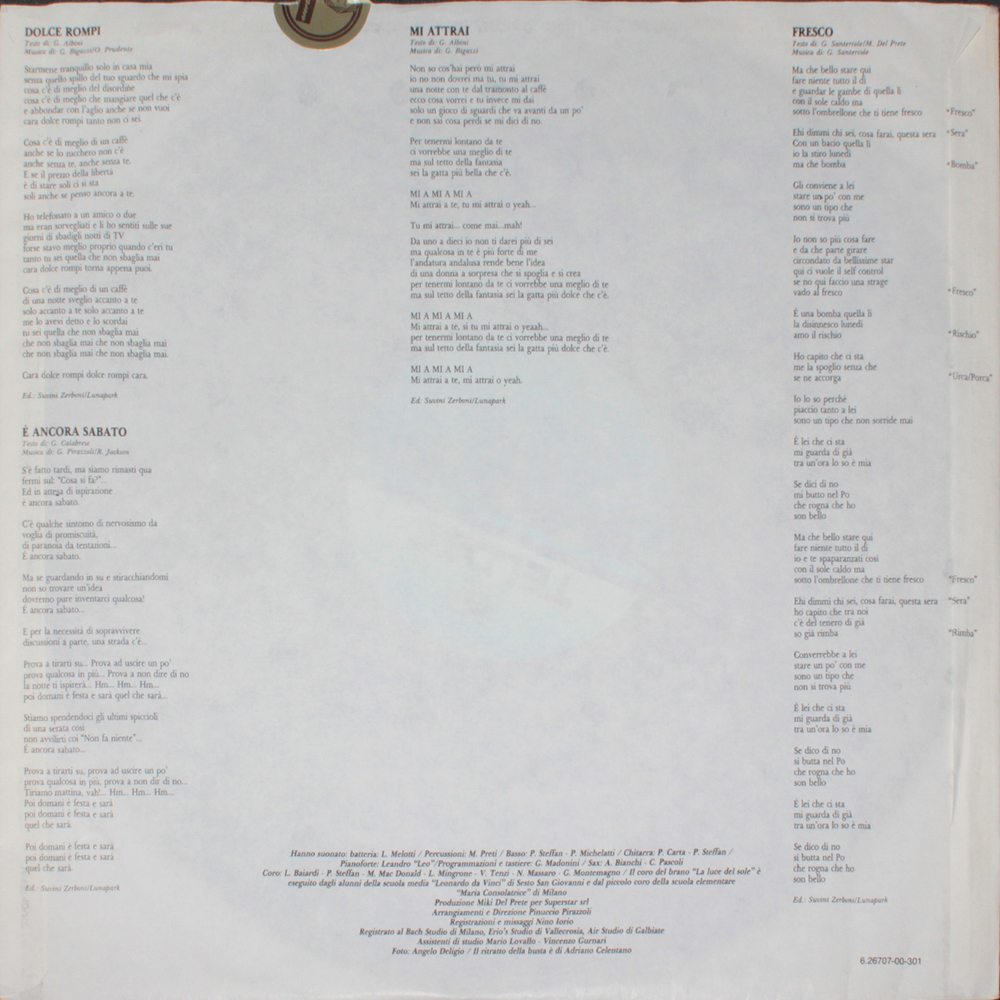 DOLCE ROMPI
Testo di: G. Alboni
Musica di: G. Bigazzi/O. Prudente
Starmene tranquillo solo in casa mia
senza quello spillo del tuo sguardo che mi spia
cosa c'è di meglio del disordine
cosa c'è di meglio che mangiare quel che c'è
e abbondar con l'aglio anche se non vuoi
cara dolce rompi tanto non ci sei.
Cosa c'è di meglio di un caffè
anche se lo zucchero non c'è
anche senza te, anche senza te.
E se il prezzo della libertà
è di stare soli ci si sta
soli anche se penso ancora a te.
Ho telefonato a un amico o due
ma eran sorvegliati e li ho sentiti sulle sue
giorni di sbadigli notti di TV
forse stavo meglio proprio quando c'eri tu
tanto tu sei quella che non sbaglia mai
cara dolce rompi torna appena puoi.
Cosa c'è di meglio di un caffè
di una notte sveglio accanto a te
solo accanto a te solo accanto a te
me lo avevi detto e lo scordai
tu sei quella che non sbaglia mai
che non sbaglia mai che non sbaglia mai
che non sbaglia mai che non sbaglia mai.
Cara dolce rompi dolce rompi cara.
Ed.: Suvini Zerboni/Lunapark
È ANCORA SABATO
Testo di: G. Calabrese
Musica di: G. Pirazzoli/R. Jackson
S'è fatto tardi, ma siamo rimasti qua
fermi sul: "Cosa si fa?"...
Ed in attesa di ispirazione
è ancora sabato.
C'è qualche sintomo di nervosismo da
voglia di promiscuità,
di paranoia da tentazioni...
È ancora sabato.
Ma se guardando in su e stiracchiandomi
non so trovare un'idea
dovremo pure inventarci qualcosa!
È ancora sabato...
E per la necessità di sopravvivere
discussioni a parte, una strada c'è...
Prova a tirarti su... Prova ad uscire un po'
prova qualcosa in più... Prova a non dire di no
la notte ti ispirerà... Hm... Hm... Hm...
poi domani è festa e sarà quel che sarà...
Stiamo spendendoci gli ultimi spiccioli
di una serata così
non avvilirti coi "Non fa niente"...
È ancora sabato...
Prova a tirarti su, prova ad uscire un po'
prova qualcosa in più, prova a non dir di no...
Tiriamo mattina, vah!... Hm... Hm... Hm...
Poi domani è festa e sarà
poi domani è festa e sarà
quel che sarà.
Poi domani è festa e sarà
poi domani è festa e sarà
quel che sarà.
Ed.: Suvini Zerboni/Lunapark
MI ATTRAI
Testo di: G. Alboni
Musica di: G. Bigazzi
Non so cos'hai però mi attrai
io no non dovrei ma tu, tu mi attrai
una notte con te dal tramonto al caffè
ecco cosa vorrei e tu invece mi dai
solo un gioco di sguardi che va avanti da un po'
e non sai cosa perdi se mi dici di no.
Per tenermi lontano da te
ci vorrebbe una meglio di te
ma sul tetto della fantasia
sei la gatta più bella che c'è.
MI A MI A MI A
Mi attrai a te, tu mi attrai o yeah...
Tu mi attrai... come mai...mah!
Da uno a dieci io non ti darei più di sei
ma qualcosa in te è più forte di me
l'andatura andalusa rende bene l'idea
di una donna a sorpresa che si spoglia e si crea
per tenermi lontano da te ci vorrebbe una meglio di te
ma sul tetto della fantasia sei la gatta più dolce che c'è.
MI A MI A MI A
Mi attrai a te, si tu mi attrai o yeaah...
per tenermi lontano da te ci vorrebbe una meglio di te
ma sul tetto della fantasia sei la gatta più dolce che c'è.
MI A MI A MI A
Mi attrai a te, mi attrai o yeah.
Ed: Suvini Zerboni/Lunapark
FRESCO
Testo di: G. Santercole/M. Del Prete
Musica di: G. Santercole
Ma che bello stare qui
fare niente tutto il dì
e guardar le gambe di quella lì
con il sole caldo ma
sotto l'ombrellone che ti tiene fresco "Fresco"
Ehi dimmi chi sei, cosa farai, questa sera "Sera"
Con un bacio quella lì
io la stiro lunedì
ma che bomba "Bomba"
Gli conviene a lei
stare un po' con me
sono un tipo che
non si trova più
Io non so più cosa fare
e da che parte girare
circondato da bellissime star
qui ci vuole il self control
se no qui faccio una strage
vado al fresco "Fresco"
È una bomba quella lì
la disinnesco lunedì
amo il rischio "Rischio"
Ho capito che ci sta
me la spoglio senza che
se ne accorga "Urca/Porca"
Io lo so perchè
piaccio tanto a lei
sono un tipo che non sorride mai
È lei che ci sta
mi guarda di già
tra un'ora lo so è mia
Se dici di no
mi butto nel Po
che rogna che ho
son bello
Ma che bello stare qui
fare niente tutto il dì
io e te spaparanzati così
con il sole caldo ma
sotto l'ombrellone che ti tiene fresco "Fresco"
Ehi dimmi chi sei, cosa farai, questa sera "Sera"
ho capito che tra noi
c'è del tenero di già
so già rimba "Rimba"
Converrebbe a lei
stare un po' con me
sono un tipo che
non si trova più
È lei che ci sta
mi guarda di già
tra un'ora lo so è mia
Se dico di no
si butta nel Po
che rogna che ho
son bello
È lei che ci sta
mi guarda di già
tra un'ora lo so è mia
Se dico di no
si butta nel Po
che rogna che ho
son bello
Ed.: Suvini Zerboni/Lunapark
Hanno suonato: batteria: L. Melotti / Percussioni: M. Preti / Basso: P. Steffan - P. Michelatti / Chitarra: P. Carta - P. Steffan /
Pianoforte: Leandro "Leo"/Programmazioni e tastiere: G. Madonini / Sax: A. Bianchi - C. Pascoli
Coro: L. Baiardi - P. Steffan - M. Mac Donald - L. Mingrone - V. Tenzi - N. Massaro - G. Montemagno / Il coro del brano "La luce del sole" è
eseguito dagli alunni della scuola media "Leonardo da Vinci" di Sesto San Giovanni e dal piccolo coro della scuola elementare
"Maria Consolatrice" di Milano
Produzione Miki Del Prete per Superstar srl
Arrangiamenti e Direzione Pinuccio Pirazzoli
Registrazioni e missaggi Nino Iorio
Registrato al Bach Studio di Milano, Erio's Studio di Vallecrosia, Air Studio di Galbiate
Assistenti di studio Mario Lovallo - Vincenzo Gurnari
Foto: Angelo Deligio / Il ritratto della busta è di Adriano Celentano
6.26707-00-301